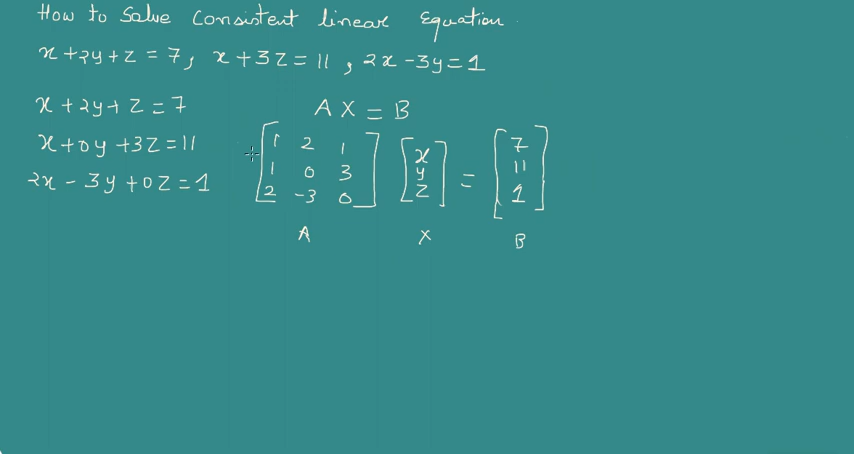 How to Solve Consistent linear Equation.
x+2y+z=7, x+3z=11, 2x-3y=1
x+2y+z=7
x+0y+3z=11
2x-3y+0z=1
AX=B
[1 2 1] [x] = [7]
[1 0 3] [y] [11]
[2 -3 0] [z] [1]
A X B